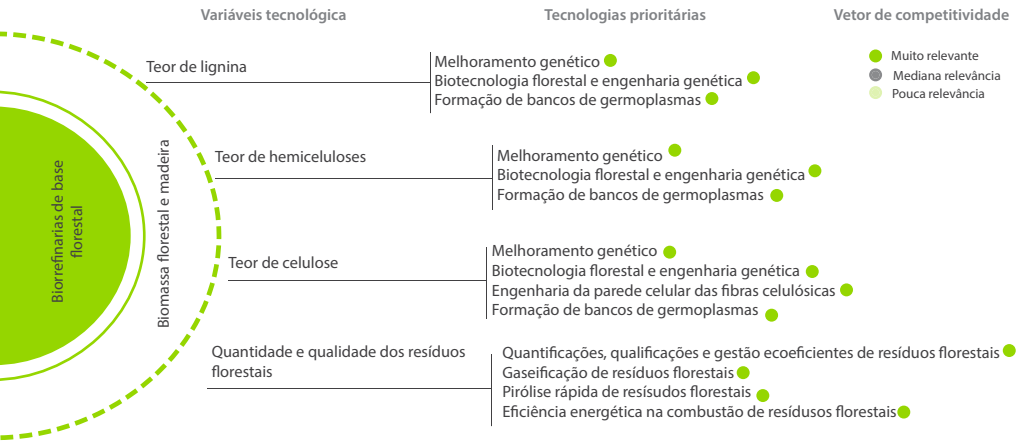 Variáveis tecnológica
Tecnologias prioritárias
Vetor de competitividade
Muito relevante
Mediana relevância
Pouca relevância
Biorrefinarias de base
florestal
Biomassa florestal e madeira
Teor de lignina
Melhoramento genético
Biotecnologia florestal e engenharia genética
Formação de bancos de germoplasmas
Teor de hemiceluloses
Melhoramento genético
Biotecnologia florestal e engenharia genética
Formação de bancos de germoplasmas
Teor de celulose
Melhoramento genético
Biotecnologia florestal e engenharia genética
Engenharia da parede celular das fibras celulósicas
Formação de bancos de germoplasmas
Quantidade e qualidade dos resíduos
florestais
Quantificações, qualificações e gestão ecoeficientes de resíduos florestais
Gaseificação de resíduos florestais
Pirólise rápida de resísudos florestais
Eficiência energética na combustão de resídusos florestais